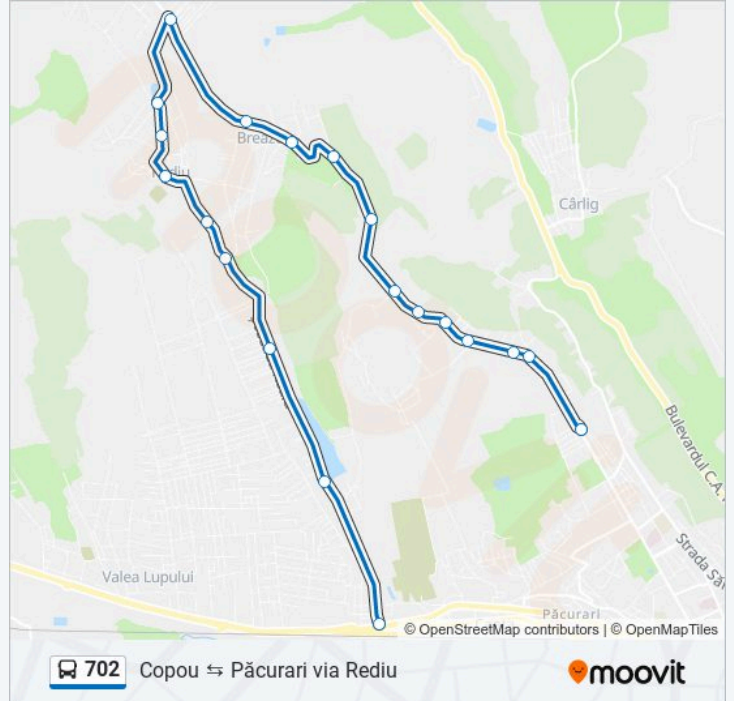 Breaz
Rediu
Cârlig
Bulevardul C.A.
Strada Să
Valea Lupului
Păcurari
© OpenStreetMap contributors | © OpenMapTiles
702 Copou ⇆ Păcurari via Rediu
moovit